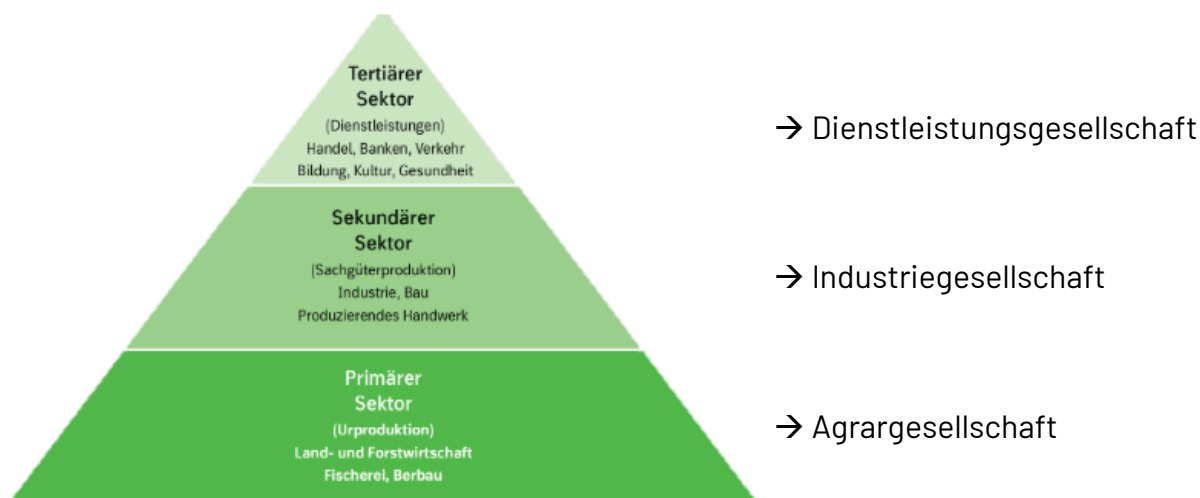 Tertiärer
Sektor
(Dienstleistungen)
Handel, Banken, Verkehr
Bildung, Kultur, Gesundheit
→ Dienstleistungsgesellschaft
Sekundärer
Sektor
(Sachgüterproduktion)
Industrie, Bau
Produzierendes Handwerk
→ Industriegesellschaft
Primärer
Sektor
(Urproduktion)
Land- und Forstwirtschaft
Fischerei, Berbau
→ Agrargesellschaft